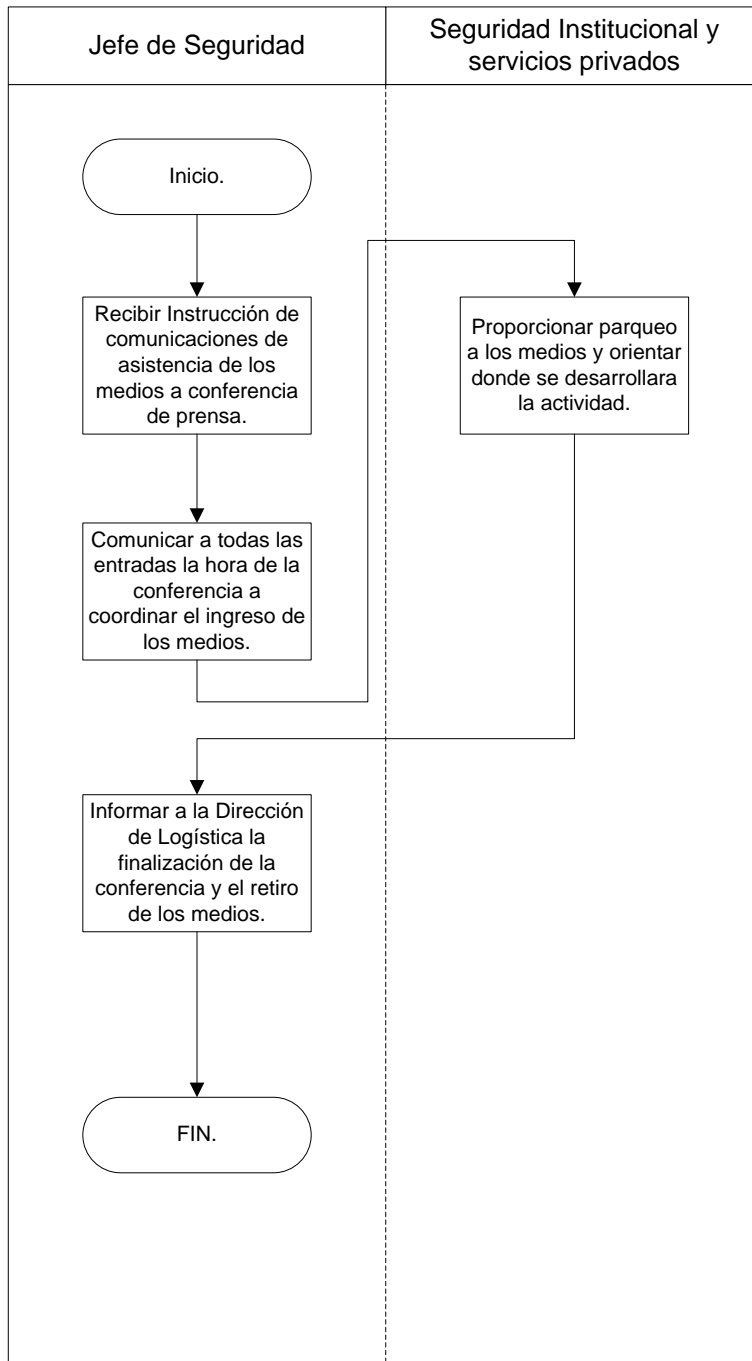 Jefe de Seguridad
Seguridad Institucional y
servicios privados
Inicio.
Recibir Instrucción de
comunicaciones de
asistencia de los
medios a conferencia
de prensa.
Comunicar a todas las
entradas la hora de la
conferencia a
coordinar el ingreso de
los medios.
Proporcionar parqueo
a los medios y orientar
donde se desarrollara
la actividad.
Informar a la Dirección
de Logística la
finalización de la
conferencia y el retiro
de los medios.
FIN.